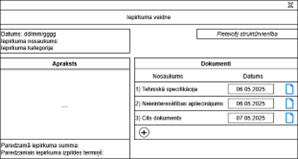 Iepirkuma veidne
Datums: dd/mm/gggg
Iepirkuma nosaukums:
Iepirkuma kategorija
Pieteicēj struktūrvienība
Apraksts
...
Paredzamā iepirkuma summa:
Paredzamais iepirkuma izpildes termiņš:
Dokumenti
Nosaukums Datums
1) Tehniskā specifikācija 06.05.2025
2) Neieinteresētības apliecinājums 06.05.2025
3) Cits dokuments 07.05.2025